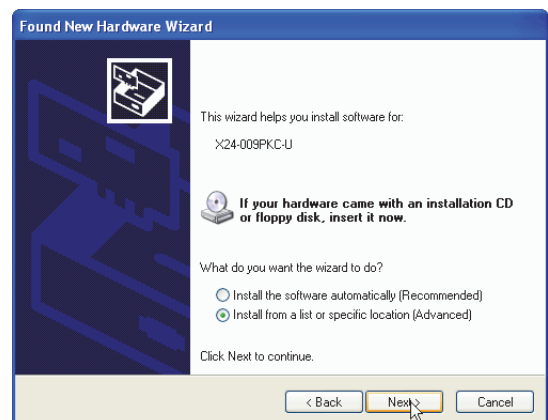 Found New Hardware Wizard
This wizard helps you install software for:
X24-009PKC-U
If your hardware came with an installation CD
or floppy disk, insert it now.
What do you want the wizard to do?
Install the software automatically (Recommended)
Install from a list or specific location (Advanced)
Click Next to continue.
< Back
Next >
Cancel